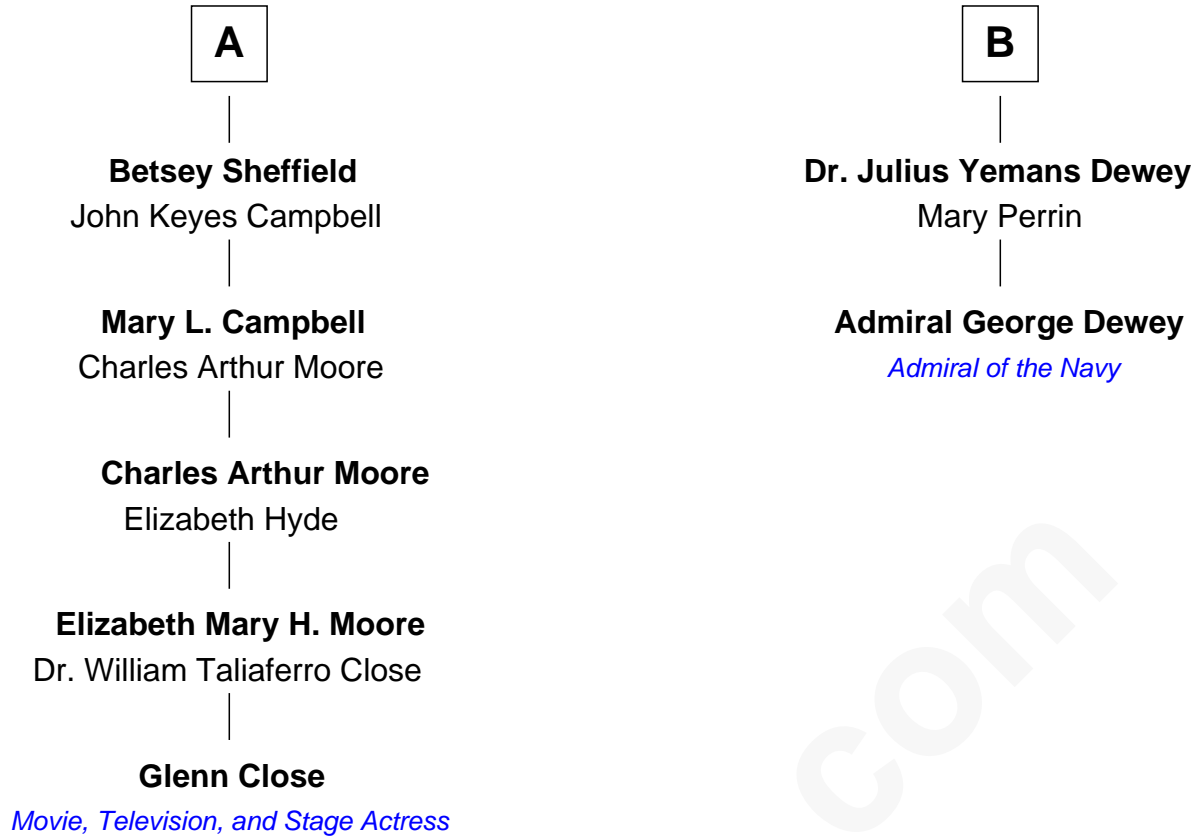 A
Betsey Sheffield
John Keyes Campbell
Mary L. Campbell
Charles Arthur Moore
Charles Arthur Moore
Elizabeth Hyde
Elizabeth Mary H. Moore
Dr. William Taliaferro Close
Glenn Close
Movie, Television, and Stage Actress
B
Dr. Julius Yemans Dewey
Mary Perrin
Admiral George Dewey
Admiral of the Navy
com